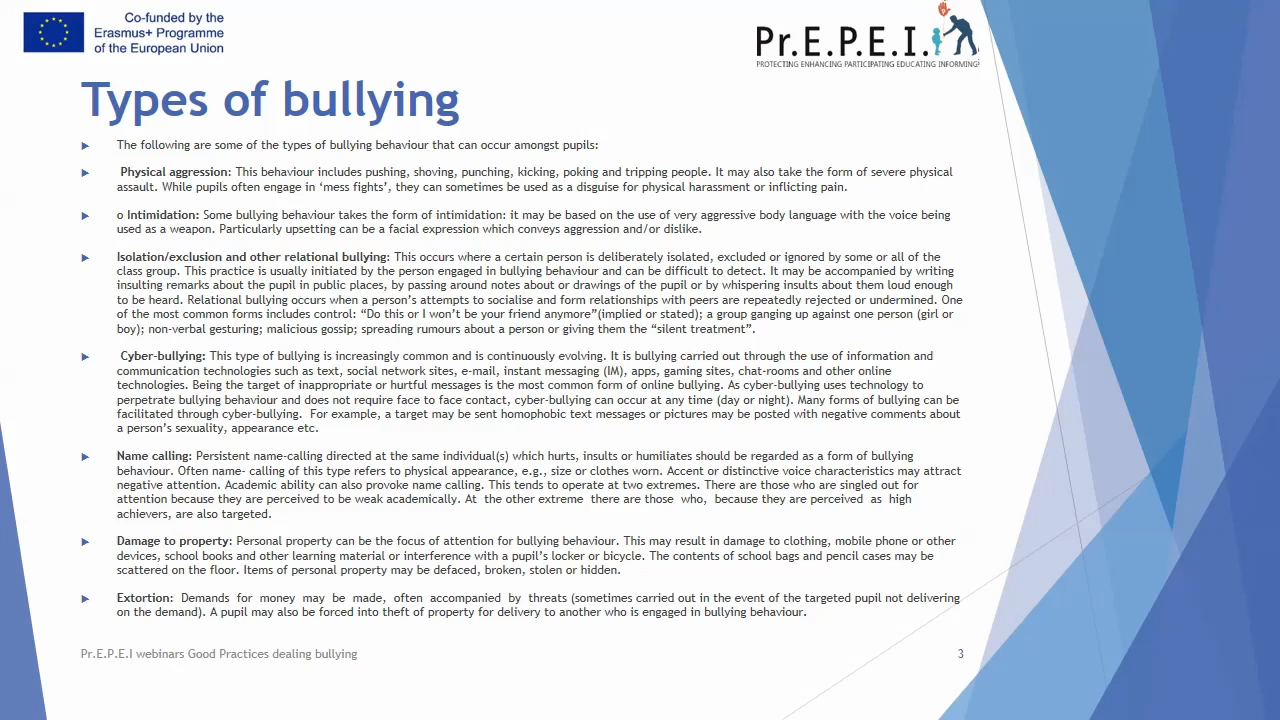 Co-funded by the
Erasmus+ Programme
of the European Union
Pr.E.P.E.I.
PROTECTING ENHANCING PARTICIPATING EDUCATING INFORMING
Types of bullying
The following are some of the types of bullying behaviour that can occur amongst pupils:
Physical aggression: This behaviour includes pushing, shoving, punching, kicking, poking and tripping people. It may also take the form of severe physical
assault. While pupils often engage in ‘mess fights’, they can sometimes be used as a disguise for physical harassment or inflicting pain.
o Intimidation: Some bullying behaviour takes the form of intimidation: it may be based on the use of very aggressive body language with the voice being
used as a weapon. Particularly upsetting can be a facial expression which conveys aggression and/or dislike.
Isolation/exclusion and other relational bullying: This occurs where a certain person is deliberately isolated, excluded or ignored by some or all of the
class group. This practice is usually initiated by the person engaged in bullying behaviour and can be difficult to detect. It may be accompanied by writing
insulting remarks about the pupil in public places, by passing around notes about or drawings of the pupil or by whispering insults about them loud enough
to be heard. Relational bullying occurs when a person’s attempts to socialise and form relationships with peers are repeatedly rejected or undermined. One
of the most common forms includes control: “Do this or I won’t be your friend anymore”(implied or stated); a group ganging up against one person (girl or
boy); non-verbal gesturing; malicious gossip; spreading rumours about a person or giving them the “silent treatment”.
Cyber-bullying: This type of bullying is increasingly common and is continuously evolving. It is bullying carried out through the use of information and
communication technologies such as text, social network sites, e-mail, instant messaging (IM), apps, gaming sites, chat-rooms and other online
technologies. Being the target of inappropriate or hurtful messages is the most common form of online bullying. As cyber-bullying uses technology to
perpetrate bullying behaviour and does not require face to face contact, cyber-bullying can occur at any time (day or night). Many forms of bullying can be
facilitated through cyber-bullying. For example, a target may be sent homophobic text messages or pictures may be posted with negative comments about
a person’s sexuality, appearance etc.
Name calling: Persistent name-calling directed at the same individual(s) which hurts, insults or humiliates should be regarded as a form of bullying
behaviour. Often name- calling of this type refers to physical appearance, e.g., size or clothes worn. Accent or distinctive voice characteristics may attract
negative attention. Academic ability can also provoke name calling. This tends to operate at two extremes. There are those who are singled out for
attention because they are perceived to be weak academically. At the other extreme there are those who, because they are perceived as high
achievers, are also targeted.
Damage to property: Personal property can be the focus of attention for bullying behaviour. This may result in damage to clothing, mobile phone or other
devices, school books and other learning material or interference with a pupil’s locker or bicycle. The contents of school bags and pencil cases may be
scattered on the floor. Items of personal property may be defaced, broken, stolen or hidden.
Extortion: Demands for money may be made, often accompanied by threats (sometimes carried out in the event of the targeted pupil not delivering
on the demand). A pupil may also be forced into theft of property for delivery to another who is engaged in bullying behaviour.
Pr.E.P.E.I webinars Good Practices dealing bullying
3